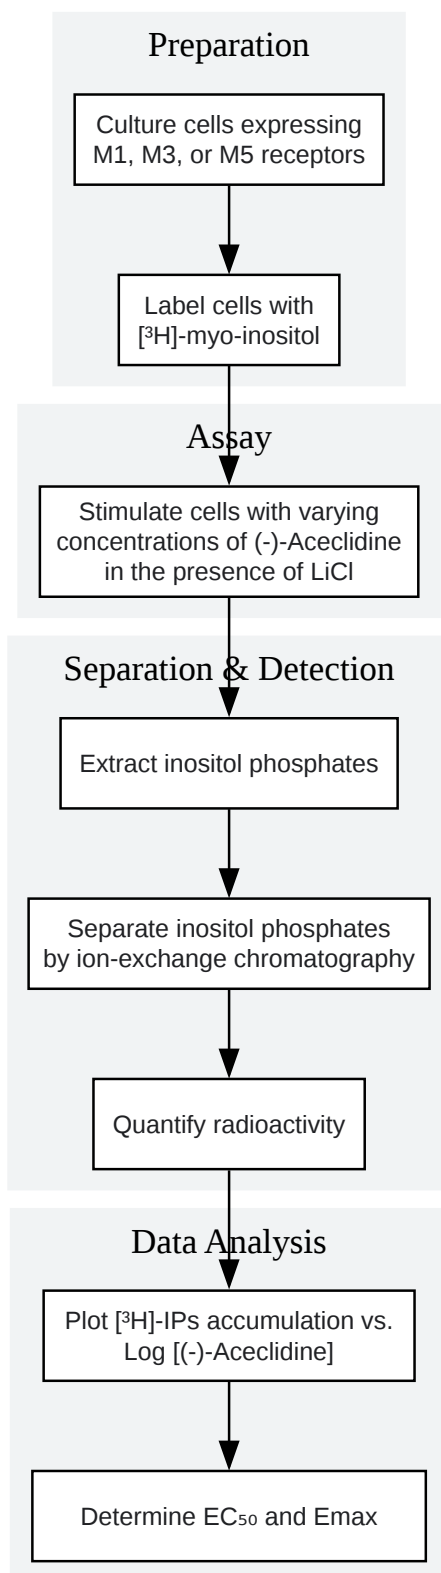 Preparation
Culture cells expressing
M1, M3, or M5 receptors
Label cells with
[³H]-myo-inositol
Assay
Stimulate cells with varying
concentrations of (-)-Aceclidine
in the presence of LiCl
Separation & Detection
Extract inositol phosphates
Separate inositol phosphates
by ion-exchange chromatography
Quantify radioactivity
Data Analysis
Plot [³H]-IPs accumulation vs.
Log [(-)-Aceclidine]
Determine EC₅₀ and Emax